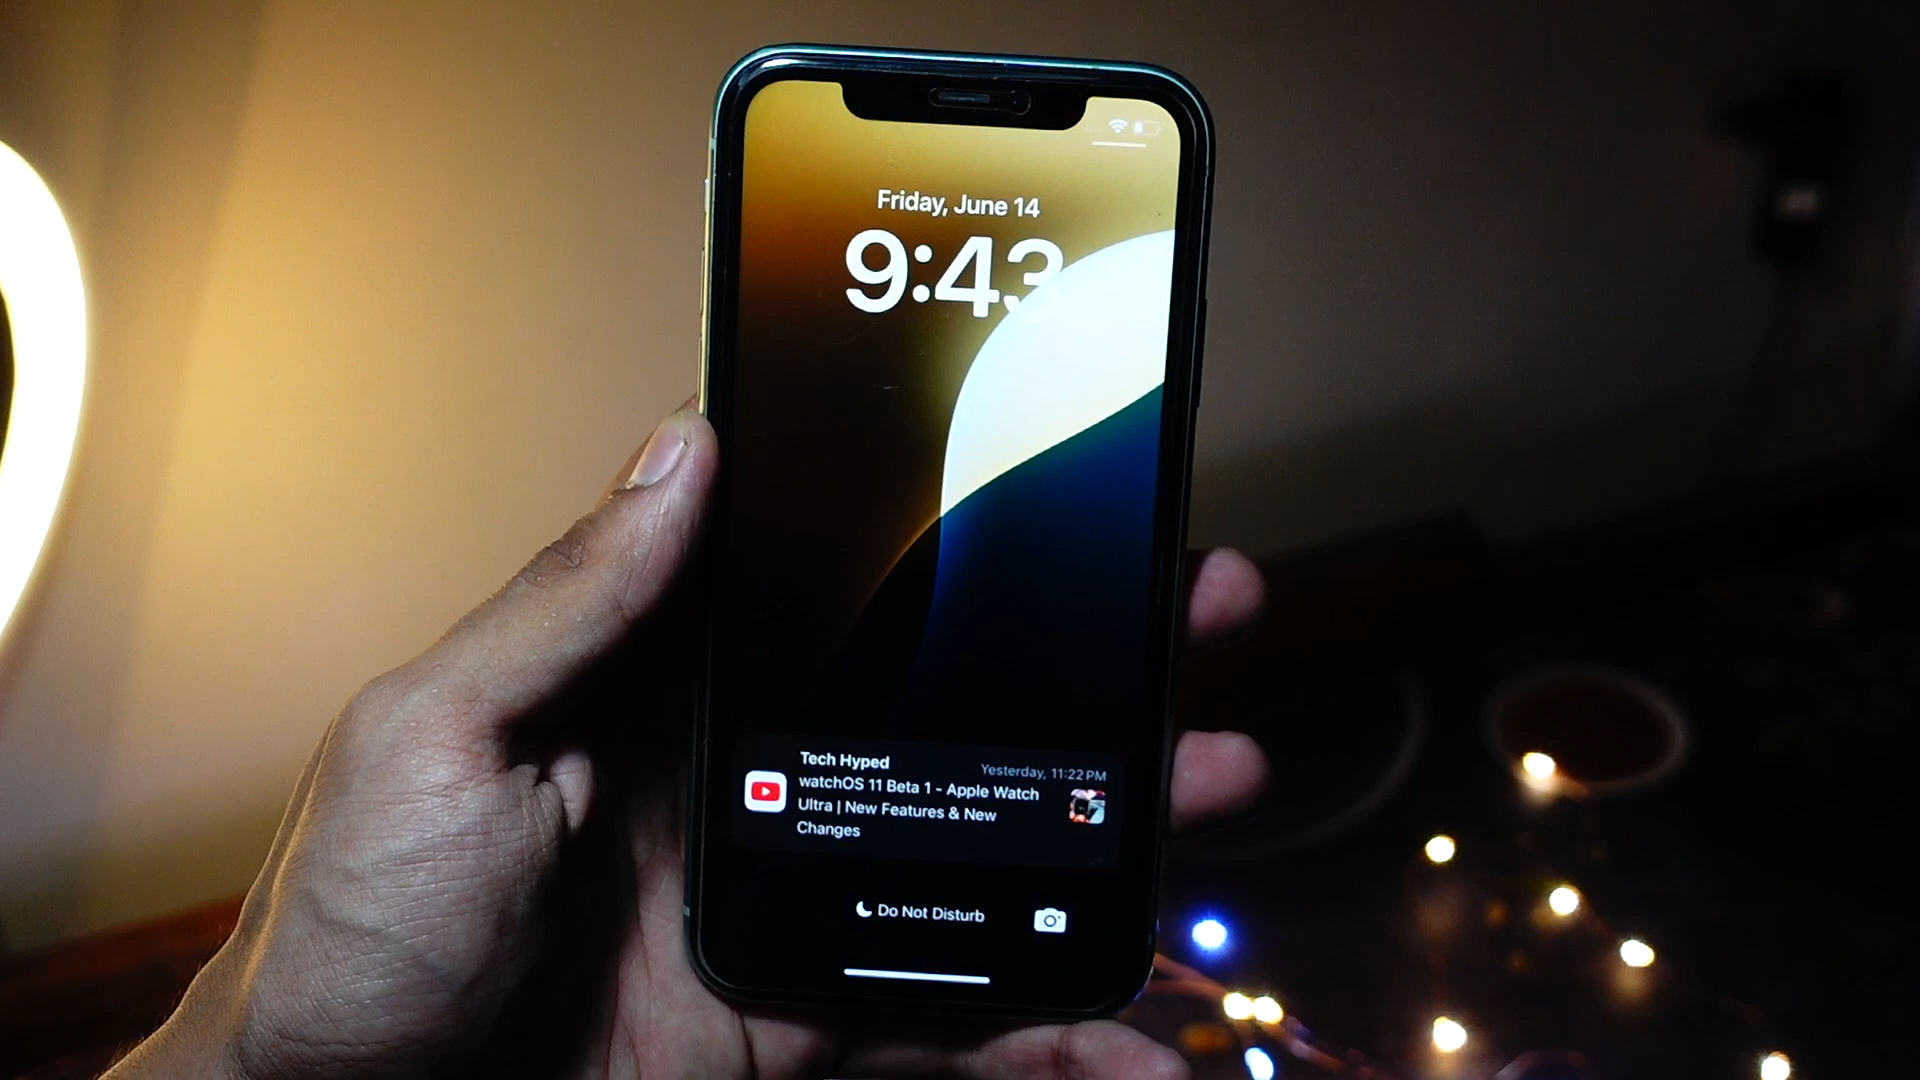 Friday, June 14
9:43
Tech Hyped
Yesterday, 11:22 PM
watchOS 11 Beta 1 - Apple Watch
Ultra | New Features & New
Changes
Do Not Disturb